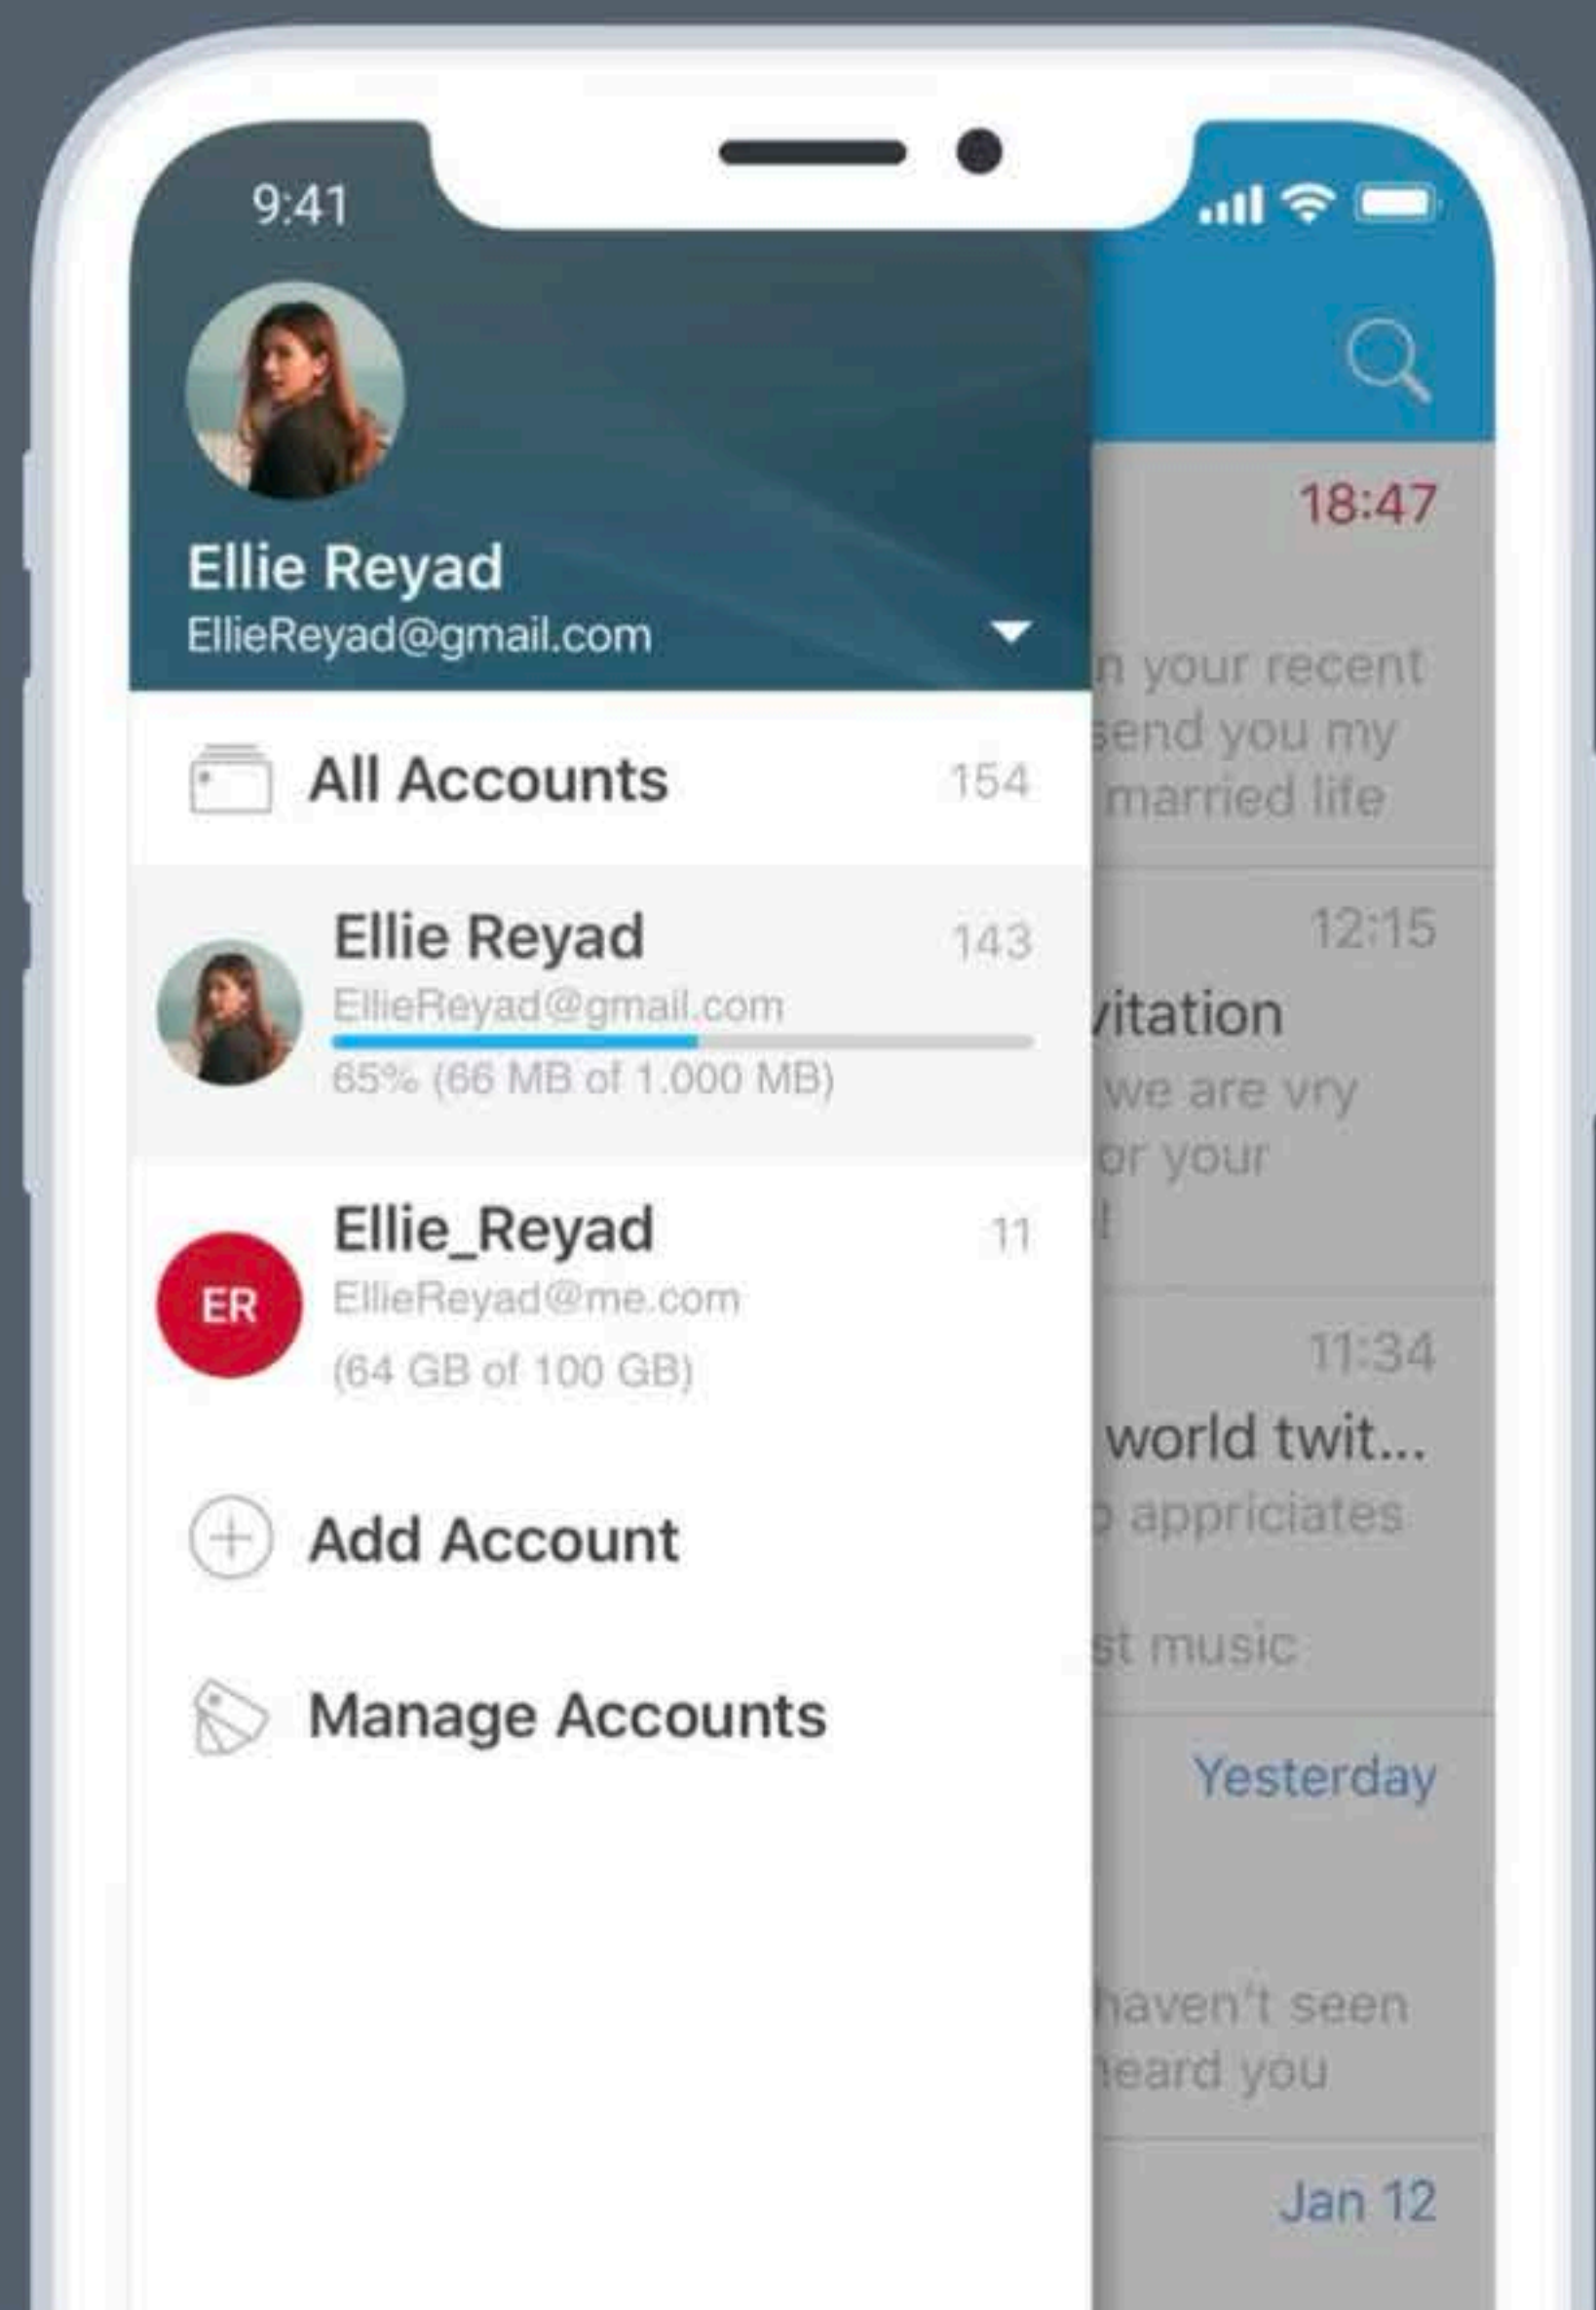 9:41
Ellie Reyad
EllieReyad@gmail.com
All Accounts 154
Ellie Reyad 143
EllieReyad@gmail.com
65% (66 MB of 1.000 MB)
Ellie_Reyad 11
ER
EllieReyad@me.com
(64 GB of 100 GB)
Add Account
Manage Accounts
18:47
your recent
send you my
married life
12:15
vitation
we are vry
or your
11:34
world twit...
appriciates
st music
Yesterday
haven't seen
heard you
Jan 12